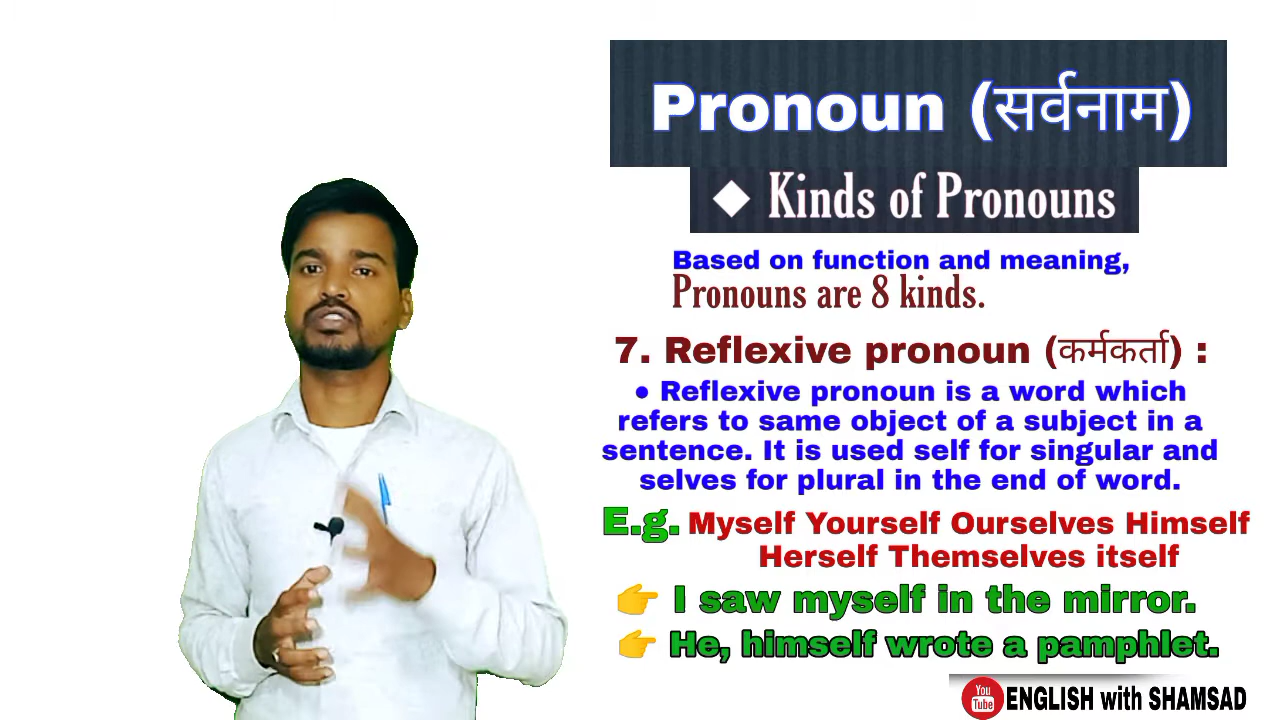 Pronoun (सर्वनाम)
◆ Kinds of Pronouns
Based on function and meaning,
Pronouns are 8 kinds.
7. Reflexive pronoun (कर्मकर्ता) :
● Reflexive pronoun is a word which
refers to same object of a subject in a
sentence. It is used self for singular and
selves for plural in the end of word.
E.g. Myself Yourself Ourselves Himself
Herself Themselves itself
👉 I saw myself in the mirror.
👉 He, himself wrote a pamphlet.
You Tube ENGLISH with SHAMSAD